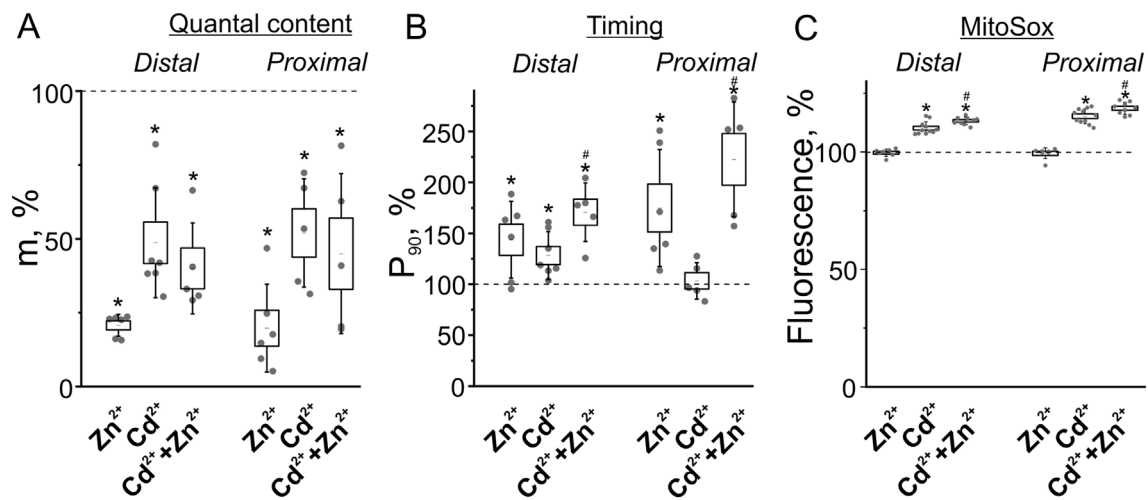 A
Quantal content
Distal
Proximal
m, %
100
50
0
*
*
*
*
*
*
Zn²⁺
Cd²⁺
Cd²⁺+Zn²⁺
Zn²⁺
Cd²⁺
Cd²⁺+Zn²⁺
B
Timing
Distal
Proximal
P₉₀, %
250
200
150
100
50
0
*
*
#
*
*
#
*
Zn²⁺
Cd²⁺
Cd²⁺+Zn²⁺
Zn²⁺
Cd²⁺
Cd²⁺+Zn²⁺
C
MitoSox
Distal
Proximal
Fluorescence, %
100
50
0
*
#
*
*
#
*
Zn²⁺
Cd²⁺
Cd²⁺+Zn²⁺
Zn²⁺
Cd²⁺
Cd²⁺+Zn²⁺